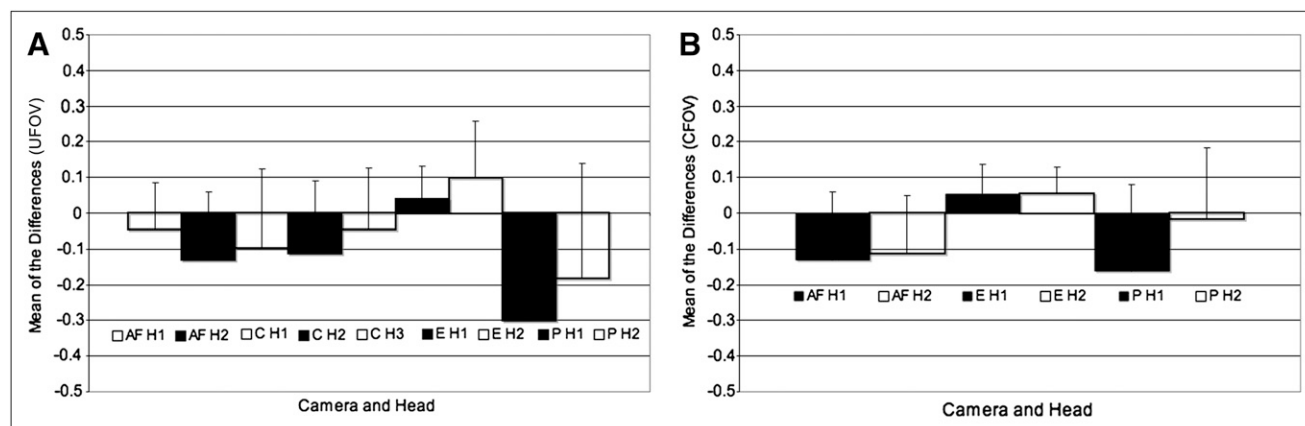 A
Mean of the Differences (UFOV)
0.5
0.4
0.3
0.2
0.1
0
-0.1
-0.2
-0.3
-0.4
-0.5
AF H1 AF H2 C H1 C H2 C H3 E H1 E H2 P H1 P H2
Camera and Head
B
Mean of the Differences (CFOV)
0.5
0.4
0.3
0.2
0.1
0
-0.1
-0.2
-0.3
-0.4
-0.5
AF H1 AF H2 E H1 E H2 P H1 P H2
Camera and Head